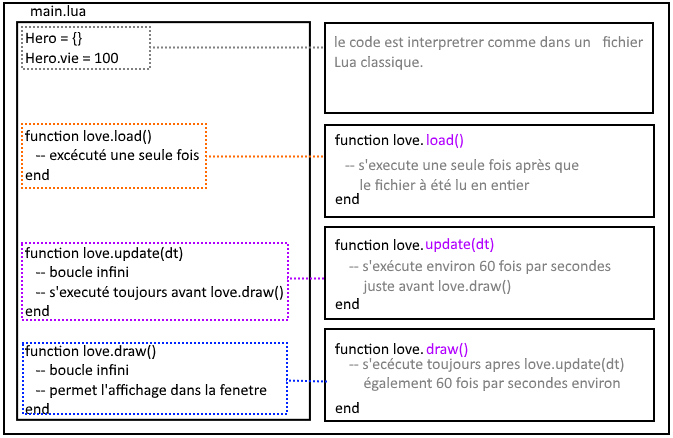 main.lua
Hero = {}
Hero.vie = 100
le code est interpretrer comme dans un fichier
Lua classique.
function love.load()
-- excécuté une seule fois
end
function love.load()
-- s'execute une seule fois après que
le fichier à été lu en entier
end
function love.update(dt)
-- boucle infini
-- s'executé toujours avant love.draw()
end
function love.update(dt)
-- s'exécute environ 60 fois par secondes
juste avant love.draw()
end
function love.draw()
-- boucle infini
-- permet l'affichage dans la fenetre
end
function love.draw()
-- s'ecécute toujours apres love.update(dt)
également 60 fois par secondes environ
end